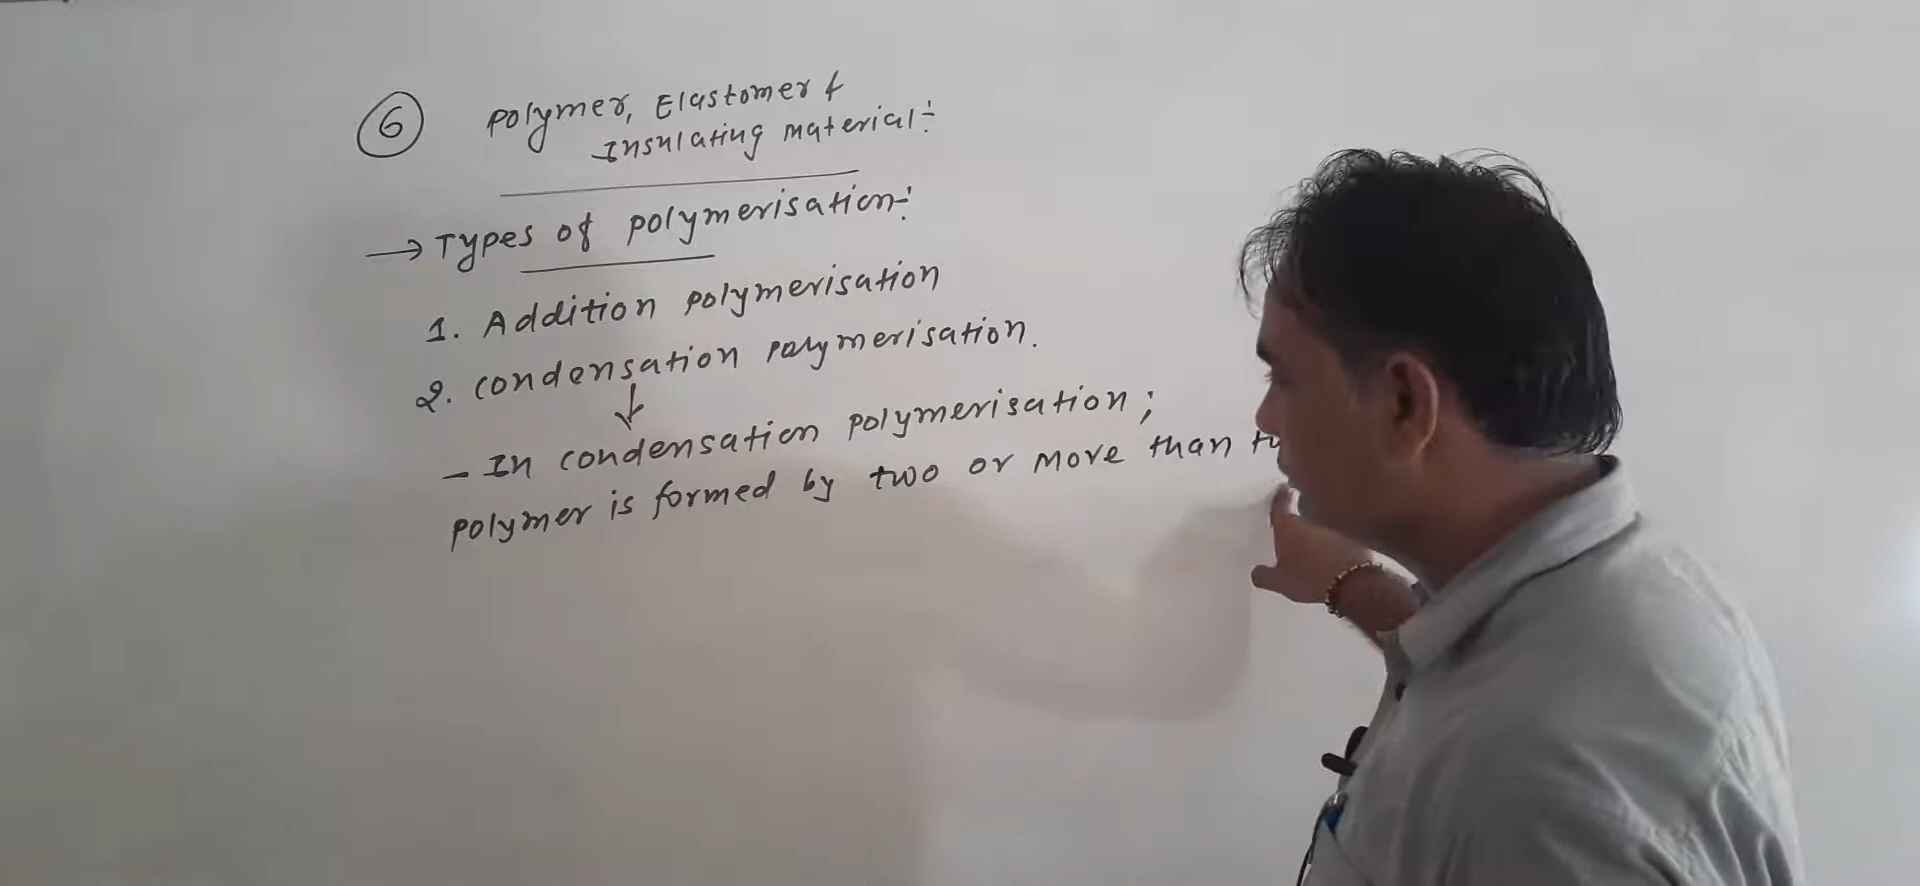 6 Polymer, Elastomer &
Insulating material:-
→ Types of polymerisation:-
1. Addition polymerisation
2. condensation polymerisation.
↓
- In condensation polymerisation;
polymer is formed by two or more than